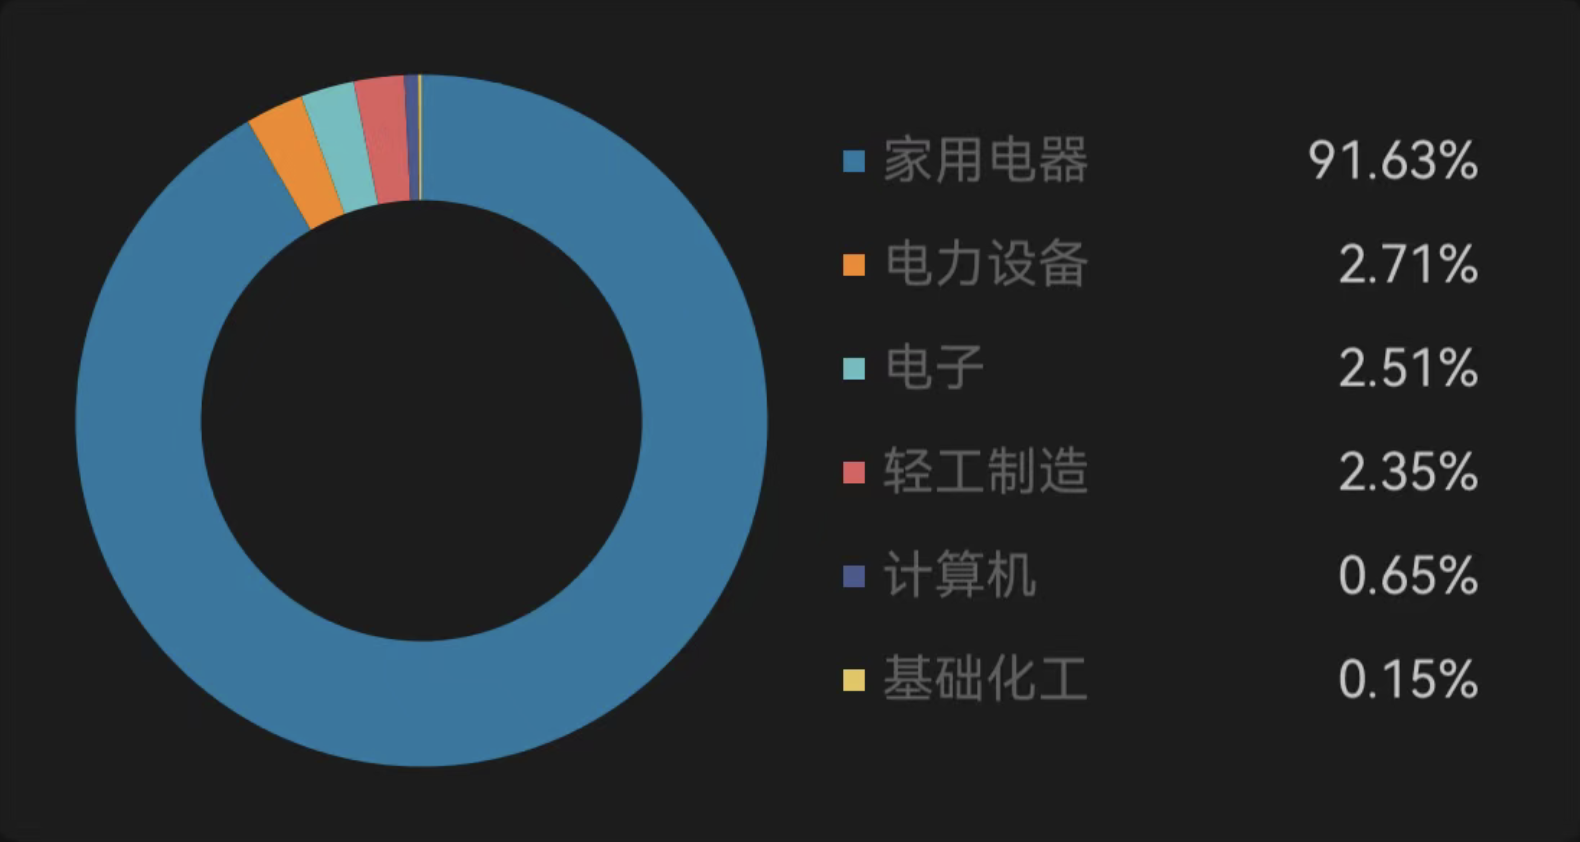 家用电器 91.63%
电力设备 2.71%
电子 2.51%
轻工制造 2.35%
计算机 0.65%
基础化工 0.15%